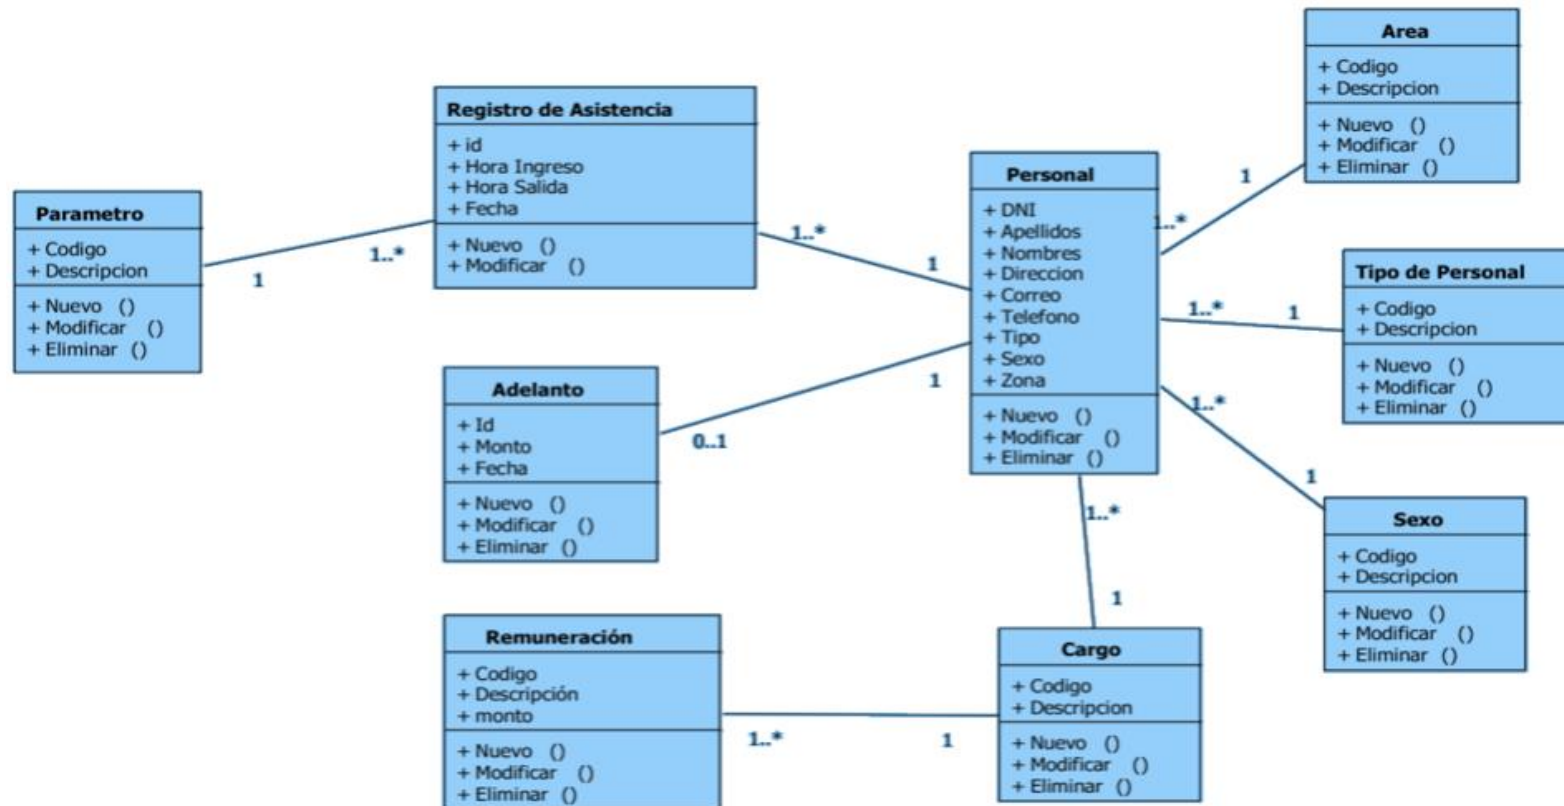 Parametro
+ Codigo
+ Descripcion
+ Nuevo ()
+ Modificar ()
+ Eliminar ()
1
1..*
Registro de Asistencia
+ id
+ Hora Ingreso
+ Hora Salida
+ Fecha
+ Nuevo ()
+ Modificar ()
1..*
1
Adelanto
+ Id
+ Monto
+ Fecha
+ Nuevo ()
+ Modificar ()
+ Eliminar ()
0..1
1
Remuneración
+ Codigo
+ Descripción
+ monto
+ Nuevo ()
+ Modificar ()
+ Eliminar ()
1..*
1
Personal
+ DNI
+ Apellidos
+ Nombres
+ Direccion
+ Correo
+ Telefono
+ Tipo
+ Sexo
+ Zona
+ Nuevo ()
+ Modificar ()
+ Eliminar ()
1..*
1
Cargo
+ Codigo
+ Descripcion
+ Nuevo ()
+ Modificar ()
+ Eliminar ()
1..*
1
Area
+ Codigo
+ Descripcion
+ Nuevo ()
+ Modificar ()
+ Eliminar ()
1..*
1
Tipo de Personal
+ Codigo
+ Descripcion
+ Nuevo ()
+ Modificar ()
+ Eliminar ()
1..*
1
Sexo
+ Codigo
+ Descripcion
+ Nuevo ()
+ Modificar ()
+ Eliminar ()